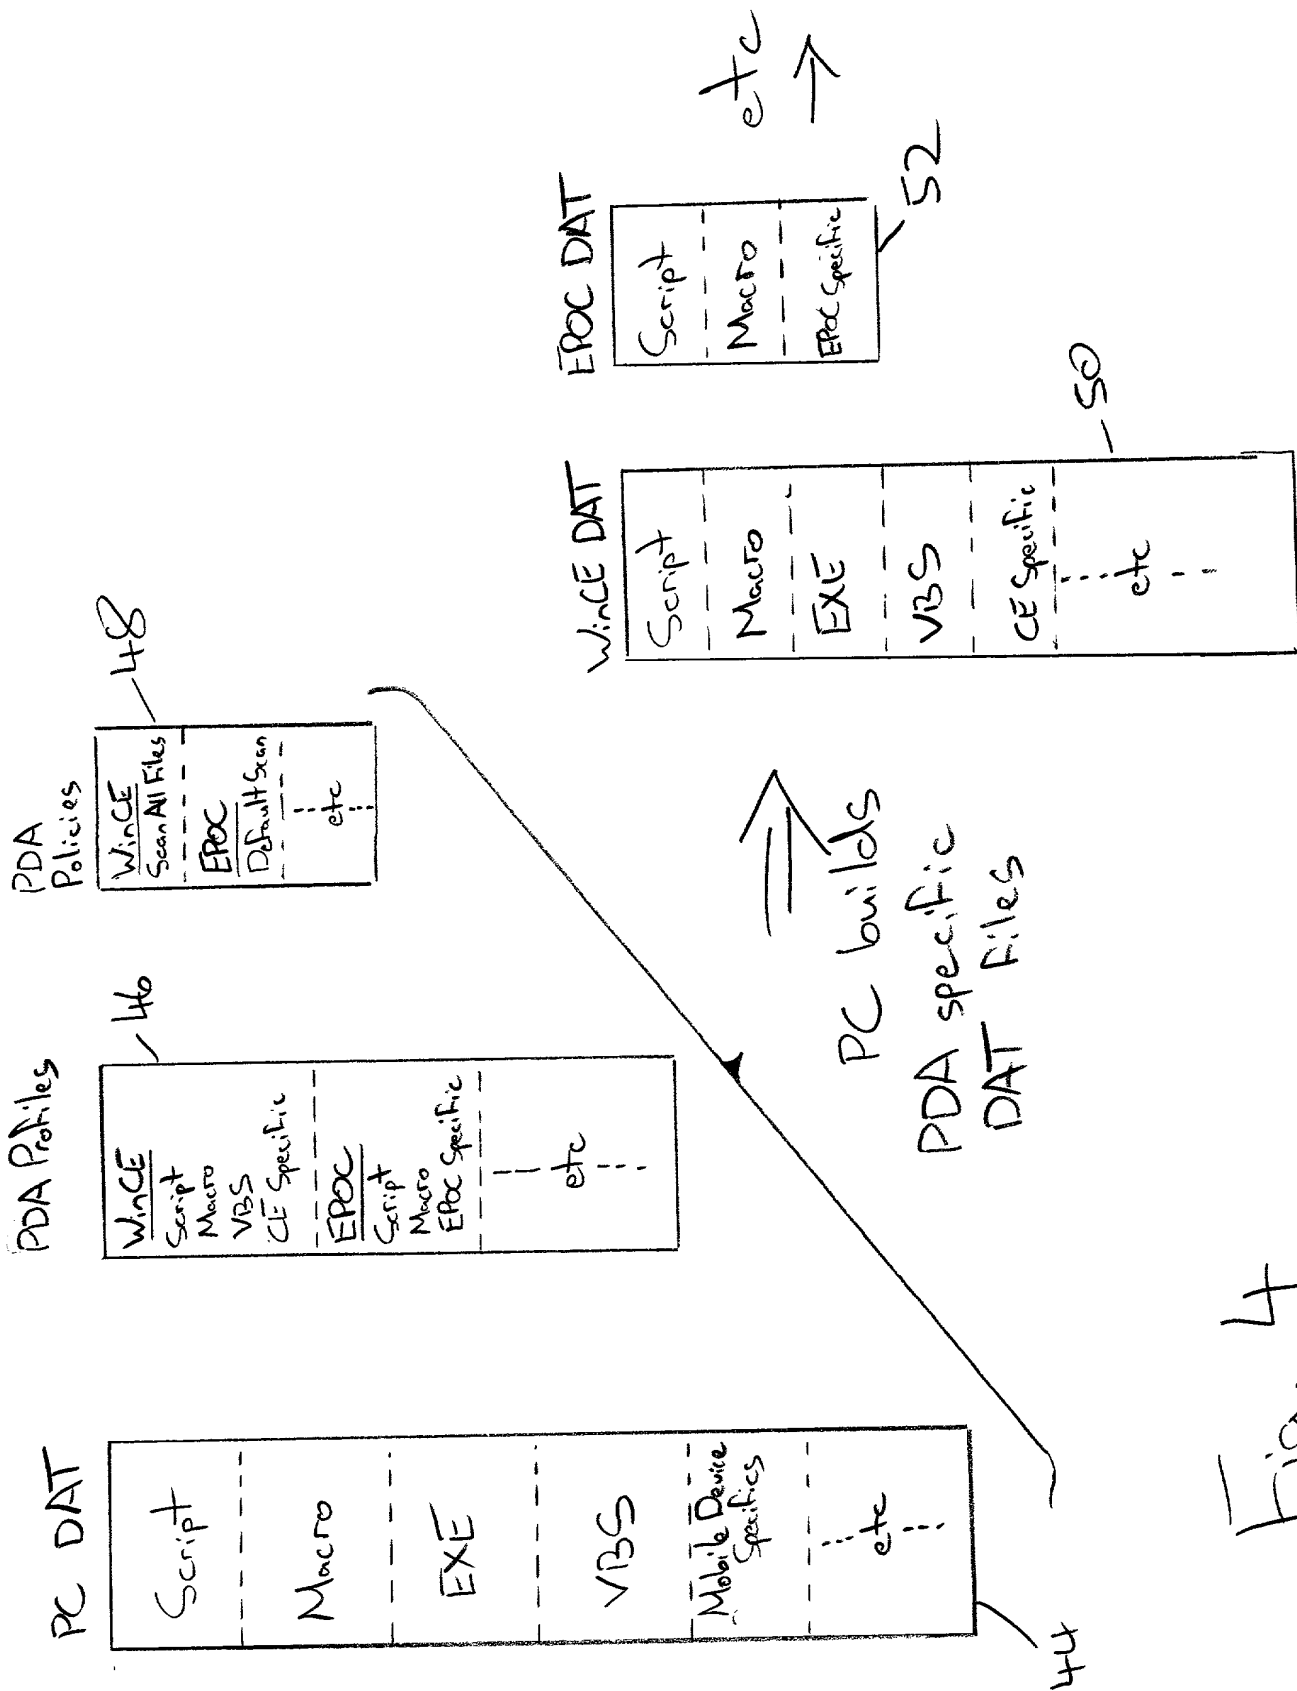 PC DAT
Script
Macro
EXE
VBS
Mobile Device
Specifics
etc
44
PDA Profiles
46
WinCE
Script
Macro
VBS
CE Specific
EPOC
Script
Macro
EPOC Specific
etc
PDA
Policies
48
WinCE
Scan All Files
EPOC
Default Scan
etc
PC builds
PDA specific
DAT files
WinCE DAT
Script
Macro
EXE
VBS
CE Specific
etc
50
EPOC DAT
Script
Macro
EPOC Specific
52
etc
Fig. 4